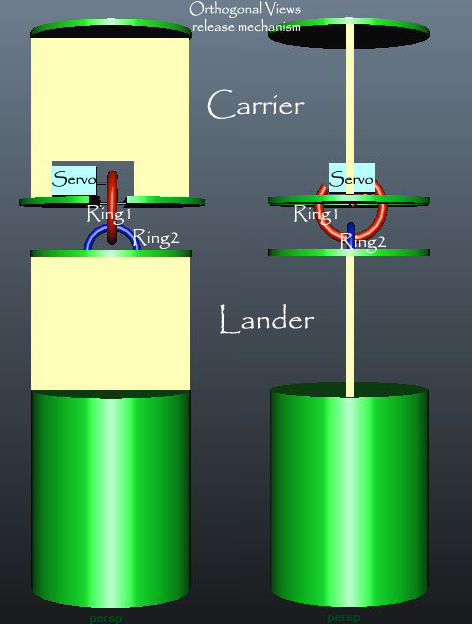 Orthogonal Views
release mechanism
Carrier
Servo
Servo
Ring1
Ring1
Ring2
Ring2
Lander
persp
persp